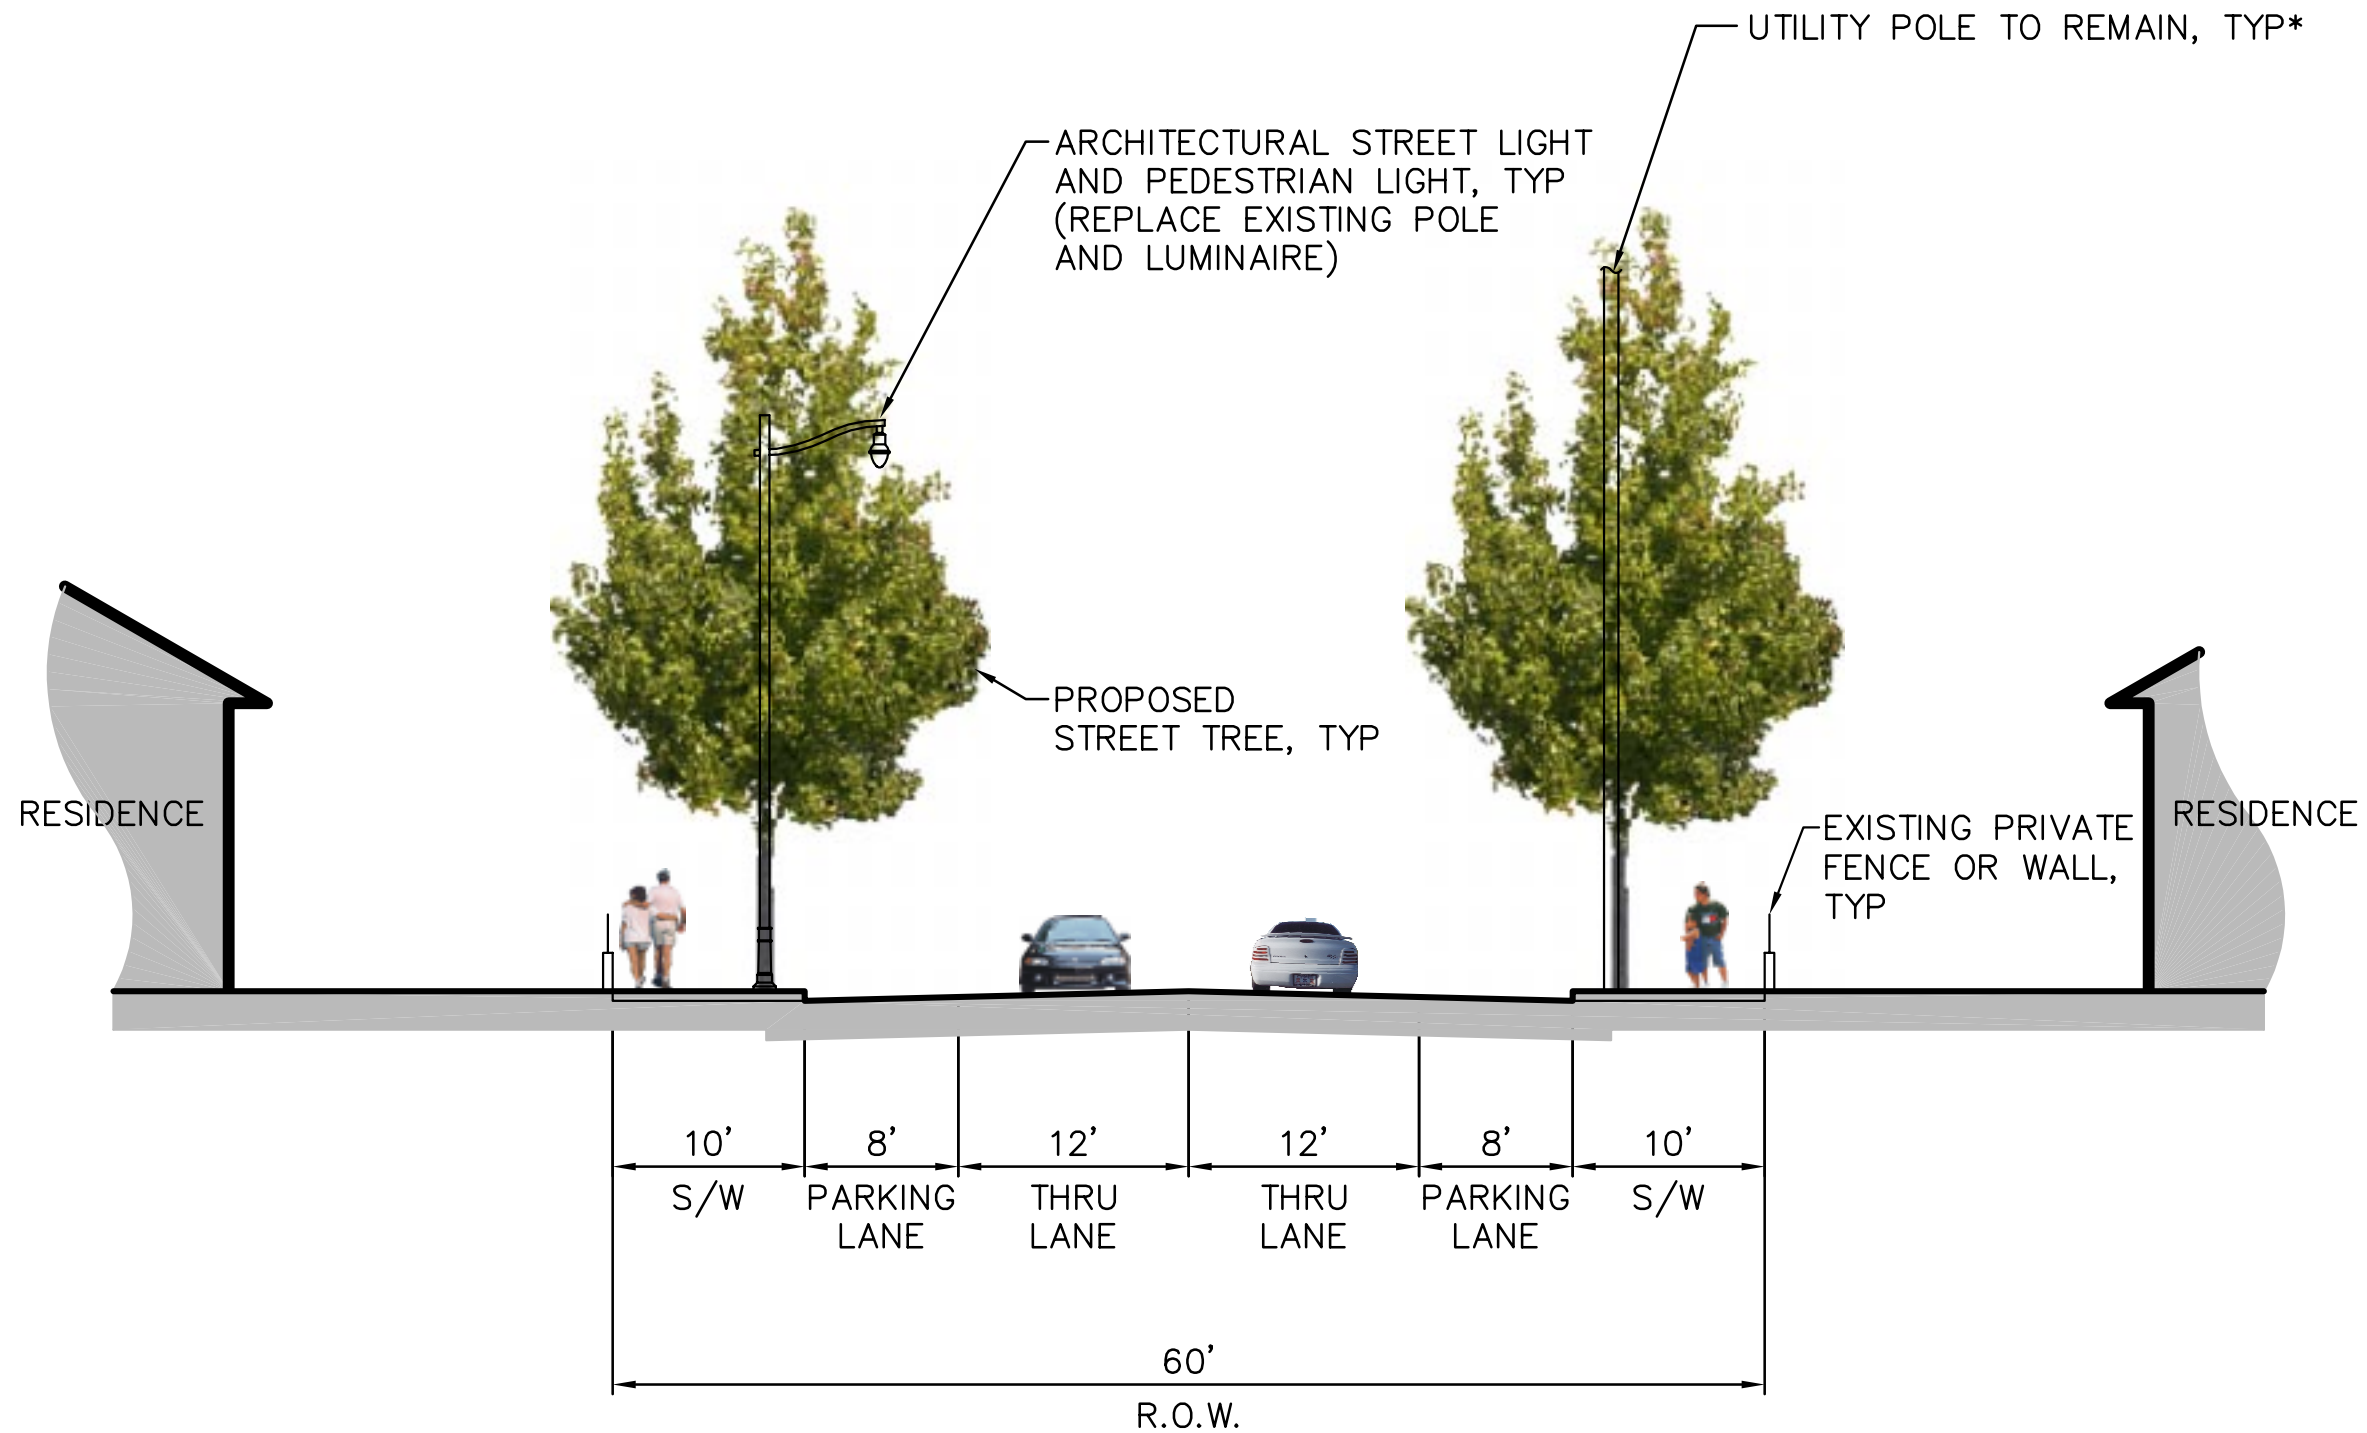 UTILITY POLE TO REMAIN, TYP*
ARCHITECTURAL STREET LIGHT
AND PEDESTRIAN LIGHT, TYP
(REPLACE EXISTING POLE
AND LUMINAIRE)
PROPOSED
STREET TREE, TYP
RESIDENCE
EXISTING PRIVATE
FENCE OR WALL,
TYP
RESIDENCE
10'
S/W
8'
PARKING
LANE
12'
THRU
LANE
12'
THRU
LANE
8'
PARKING
LANE
10'
S/W
60'
R.O.W.